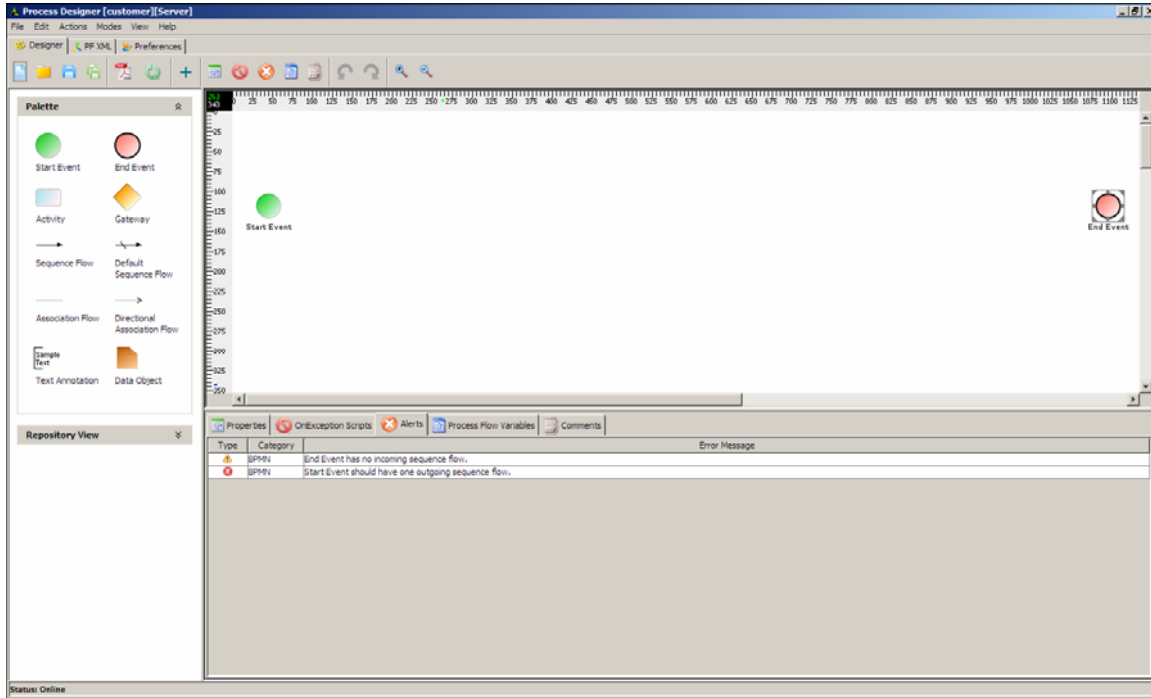 Process Designer [customer][Server]
File Edit Actions Modes View Help
Designer PF XML Preferences
Palette
Start Event End Event
Activity Gateway
Sequence Flow Default Sequence Flow
Association Flow Directional Association Flow
Sample Text
Text Annotation Data Object
Repository View
0 25 50 75 100 125 150 175 200 225 250 275 300 325 350 375 400 425 450 475 500 525 550 575 600 625 650 675 700 725 750 775 800 825 850 875 900 925 950 975 1000 1025 1050 1075 1100 1125
0
25
50
75
100
125
150
175
200
225
250
275
300
325
350
Start Event
End Event
Properties OnException Scripts Alerts Process Flow Variables Comments
Type Category Error Message
BPMN End Event has no incoming sequence flow.
BPMN Start Event should have one outgoing sequence flow.
Status: Online